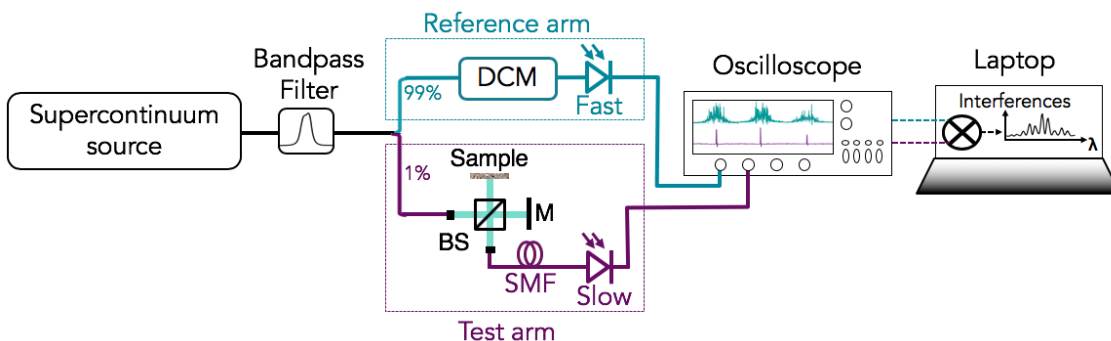 Supercontinuum
source
Bandpass
Filter
Reference arm
99%
DCM
Fast
1%
Sample
BS
M
SMF
Slow
Test arm
Oscilloscope
Laptop
Interferences
λ